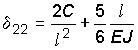 δ₂₂ = 2C/l² + 5/6 l/EJ